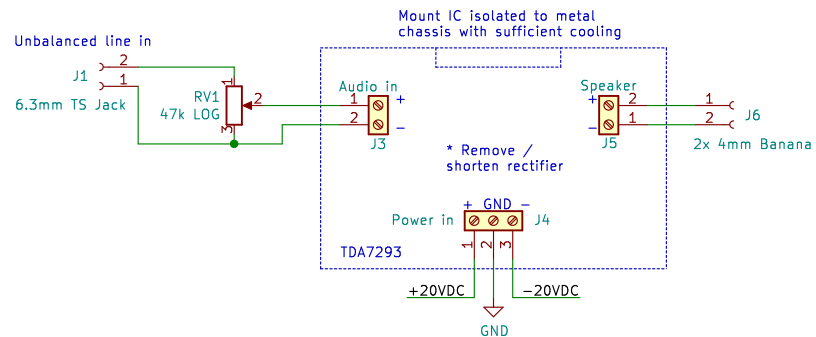 Mount IC isolated to metal
chassis with sufficient cooling
Unbalanced line in
2
J1
1
6.3mm TS Jack
1
RV1
2
47k LOG
3
Audio in
1
+
2
−
J3
Speaker
+
2
1
−
1
2
J5
J6
2x 4mm Banana
* Remove /
shorten rectifier
+ GND −
Power in
J4
1
2
3
TDA7293
+20VDC
−20VDC
GND